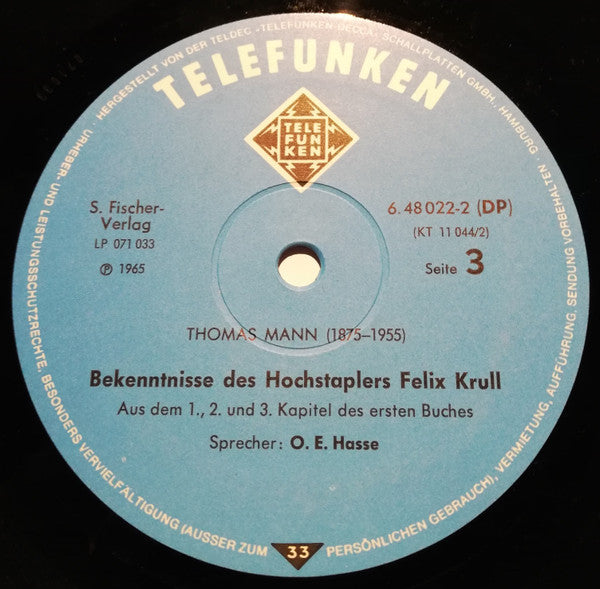 HERGESTELLT VON DER TELDEC »TELEFUNKEN-DECCA« SCHALLPLATTEN GMBH., HAMBURG · URHEBER- UND LEISTUNGSSCHUTZRECHTE, BESONDERS VERVIELFÄLTIGUNG (AUSSER ZUM PERSÖNLICHEN GEBRAUCH), VERMIETUNG, AUFFÜHRUNG, SENDUNG VORBEHALTEN
TELEFUNKEN
TELE
FUN
KEN
S. Fischer-
Verlag
LP 071 033
℗ 1965
6.48 022-2 (DP)
(KT 11 044/2)
Seite 3
THOMAS MANN (1875–1955)
Bekenntnisse des Hochstaplers Felix Krull
Aus dem 1., 2. und 3. Kapitel des ersten Buches
Sprecher: O. E. Hasse
33